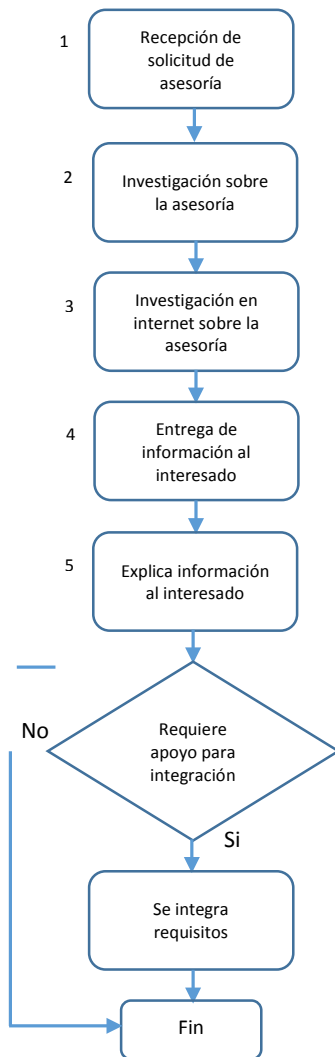 1
Recepción de
solicitud de
asesoría
2
Investigación sobre
la asesoría
3
Investigación en
internet sobre la
asesoría
4
Entrega de
información al
interesado
5
Explica información
al interesado
No
Requiere
apoyo para
integración
Si
Se integra
requisitos
Fin